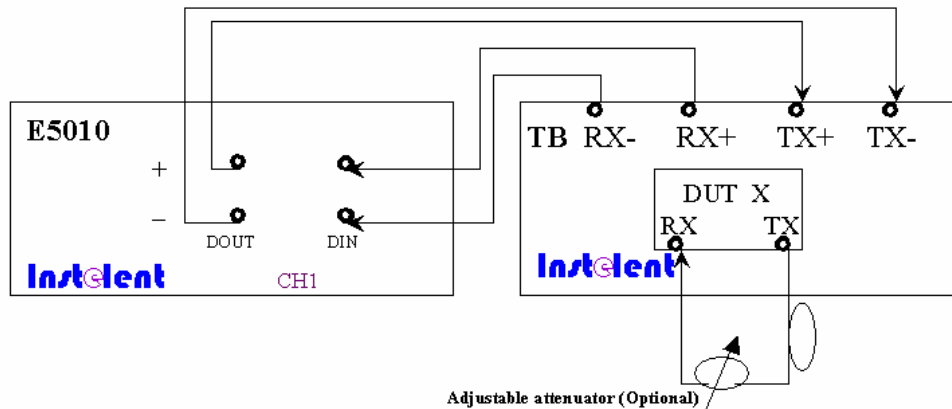 E5010
+
−
DOUT
DIN
Instelent
CH1
TB RX- RX+ TX+ TX-
DUT X
RX TX
Instelent
Adjustable attenuator (Optional)